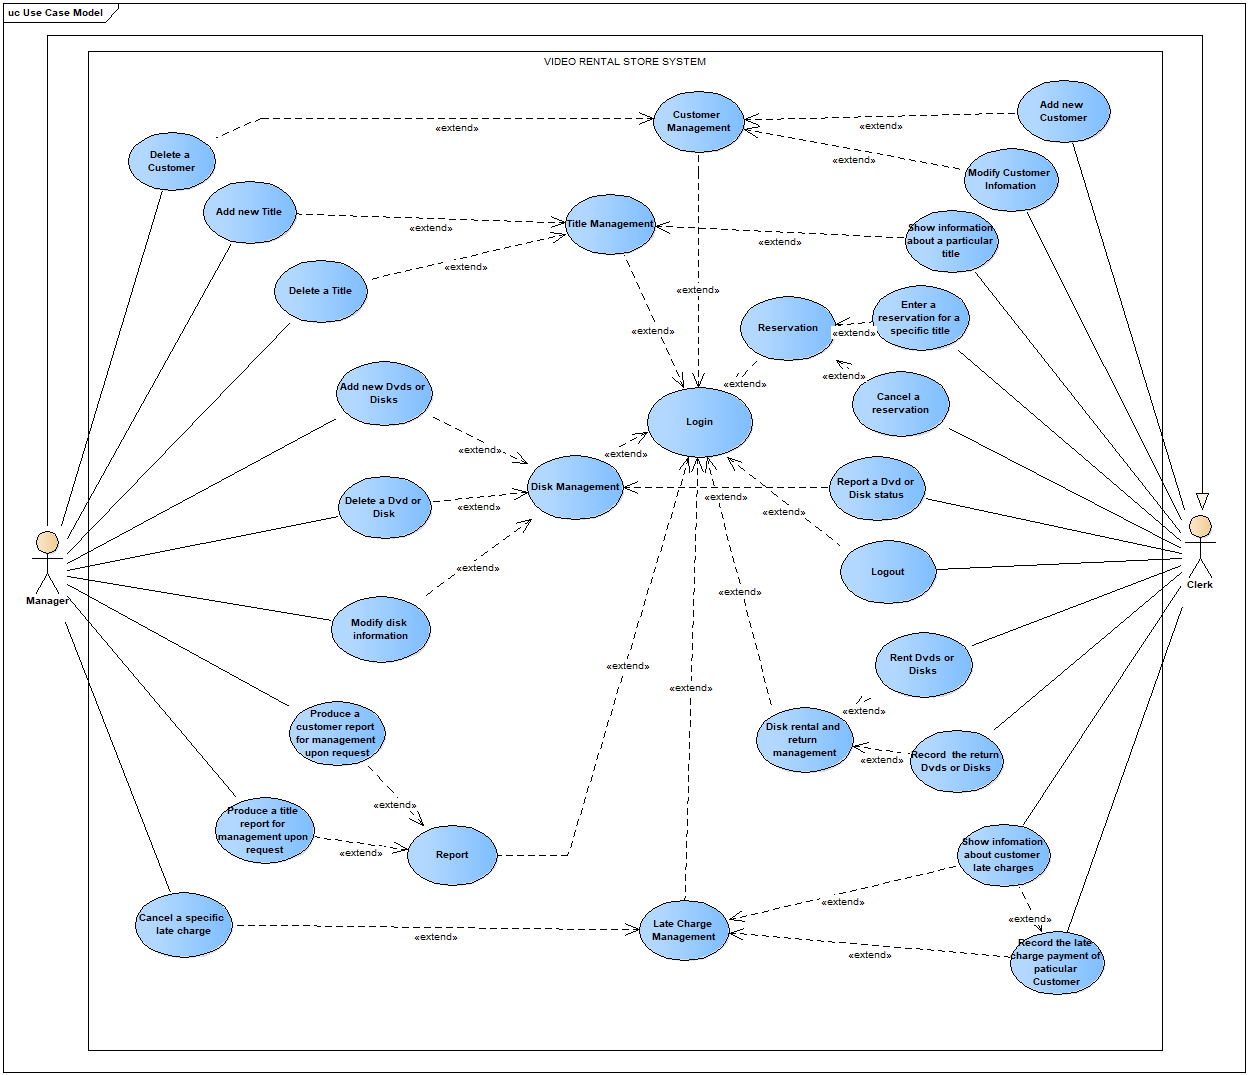 uc Use Case Model
VIDEO RENTAL STORE SYSTEM
Customer
Management
Add new
Customer
«extend»
«extend»
Delete a
Customer
«extend»
Modify Customer
Infomation
Add new Title
Title Management
«extend»
Show information
about a particular
title
«extend»
«extend»
Delete a Title
«extend»
Enter a
reservation for a
specific title
Reservation
«extend»
«extend»
«extend»
«extend»
Cancel a
reservation
Add new Dvds or
Disks
Login
«extend»
«extend»
Disk Management
Report a Dvd or
Disk status
«extend»
Delete a Dvd or
Disk
«extend»
«extend»
«extend»
Logout
Manager
Clerk
«extend»
Modify disk
information
«extend»
Rent Dvds or
Disks
«extend»
«extend»
Produce a
customer report
for management
upon request
Disk rental and
return
management
«extend»
Record  the return
Dvds or Disks
«extend»
Produce a title
report for
management upon
request
«extend»
Report
Show infomation
about customer
late charges
«extend»
Cancel a specific
late charge
«extend»
Late Charge
Management
«extend»
Record the late
charge payment of
paticular
Customer
«extend»